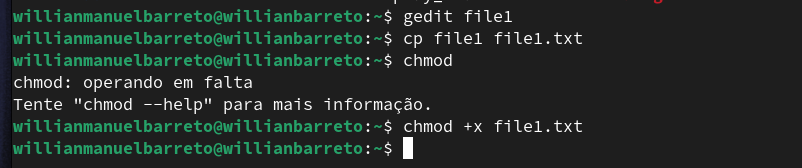 willianmanuelbarreto@willianbarreto:~$ gedit file1
willianmanuelbarreto@willianbarreto:~$ cp file1 file1.txt
willianmanuelbarreto@willianbarreto:~$ chmod
chmod: operando em falta
Tente "chmod --help" para mais informação.
willianmanuelbarreto@willianbarreto:~$ chmod +x file1.txt
willianmanuelbarreto@willianbarreto:~$